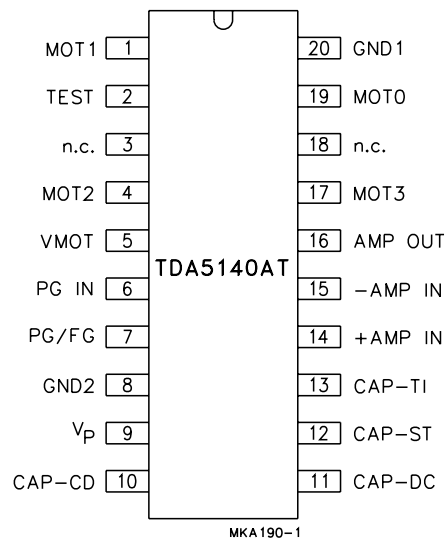 MOT1 1 20 GND1
TEST 2 19 MOT0
n.c. 3 18 n.c.
MOT2 4 17 MOT3
VMOT 5 16 AMP OUT
TDA5140AT
PG IN 6 15 −AMP IN
PG/FG 7 14 +AMP IN
GND2 8 13 CAP−TI
VP 9 12 CAP−ST
CAP−CD 10 11 CAP−DC
MKA190−1